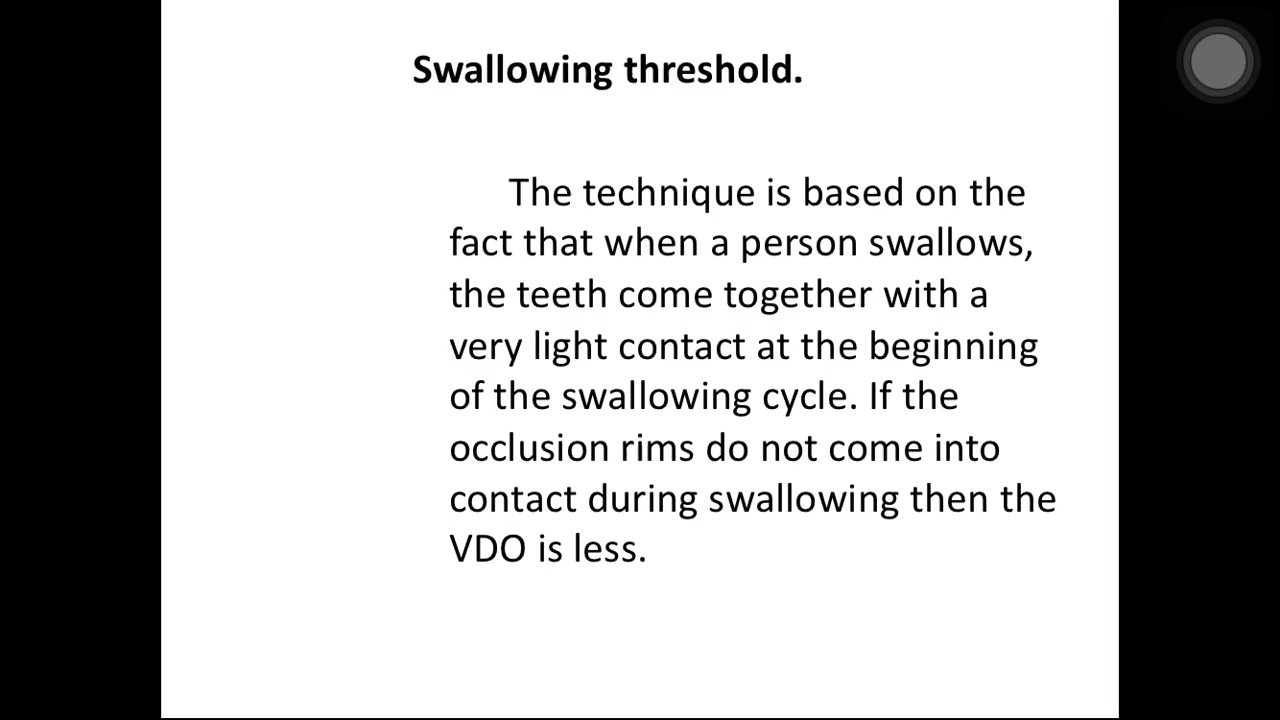 Swallowing threshold.
The technique is based on the
fact that when a person swallows,
the teeth come together with a
very light contact at the beginning
of the swallowing cycle. If the
occlusion rims do not come into
contact during swallowing then the
VDO is less.